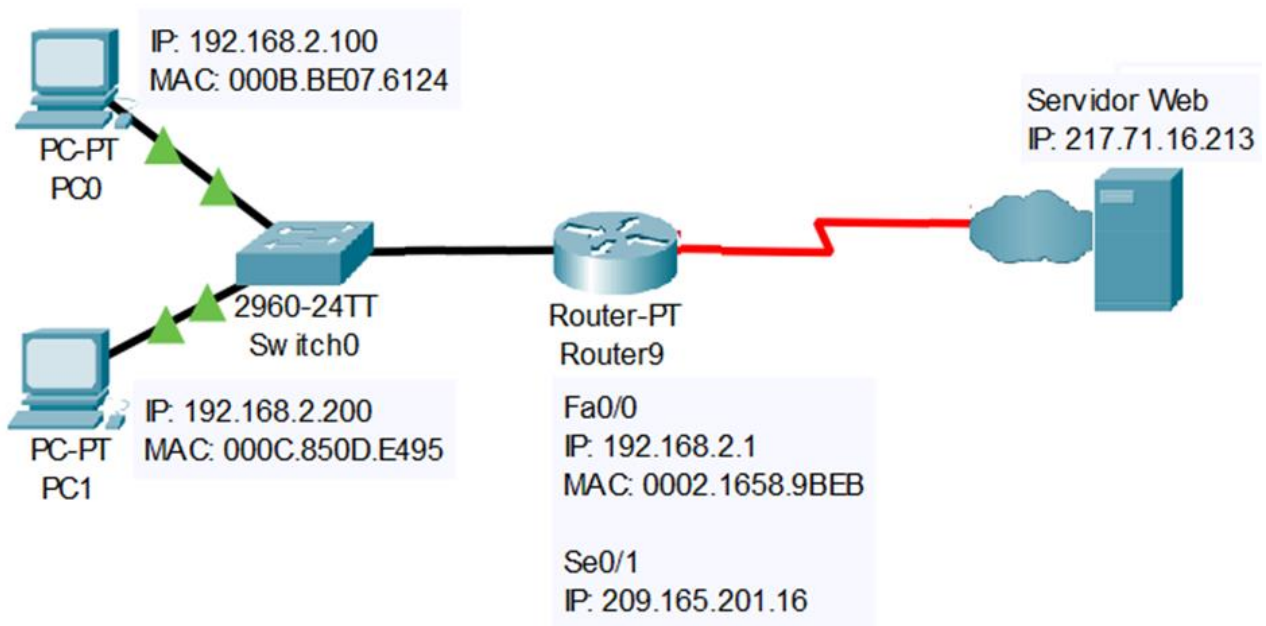 IP: 192.168.2.100
MAC: 000B.BE07.6124
PC-PT
PC0
Servidor Web
IP: 217.71.16.213
2960-24TT
Switch0
Router-PT
Router9
IP: 192.168.2.200
MAC: 000C.850D.E495
PC-PT
PC1
Fa0/0
IP: 192.168.2.1
MAC: 0002.1658.9BEB
Se0/1
IP: 209.165.201.16